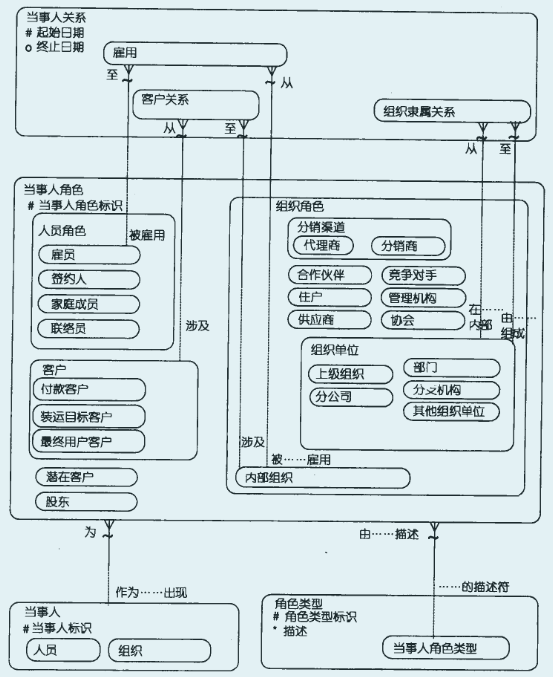 当事人关系
# 起始日期
o 终止日期
雇用
至
从
客户关系
从
至
组织隶属关系
从
至
当事人角色
# 当事人角色标识
人员角色
被雇用
雇员
签约人
家庭成员
联络员
涉及
客户
付款客户
装运目标客户
最终用户客户
潜在客户
股东
组织角色
分销渠道
代理商
分销商
合作伙伴
竞争对手
住户
管理机构
供应商
协会
在……
内部
由……
组成
组织单位
上级组织
部门
分公司
分支机构
其他组织单位
涉及
被……雇用
内部组织
为
由……描述
作为……出现
……的描述符
当事人
#当事人标识
人员
组织
角色类型
# 角色类型标识
* 描述
当事人角色类型